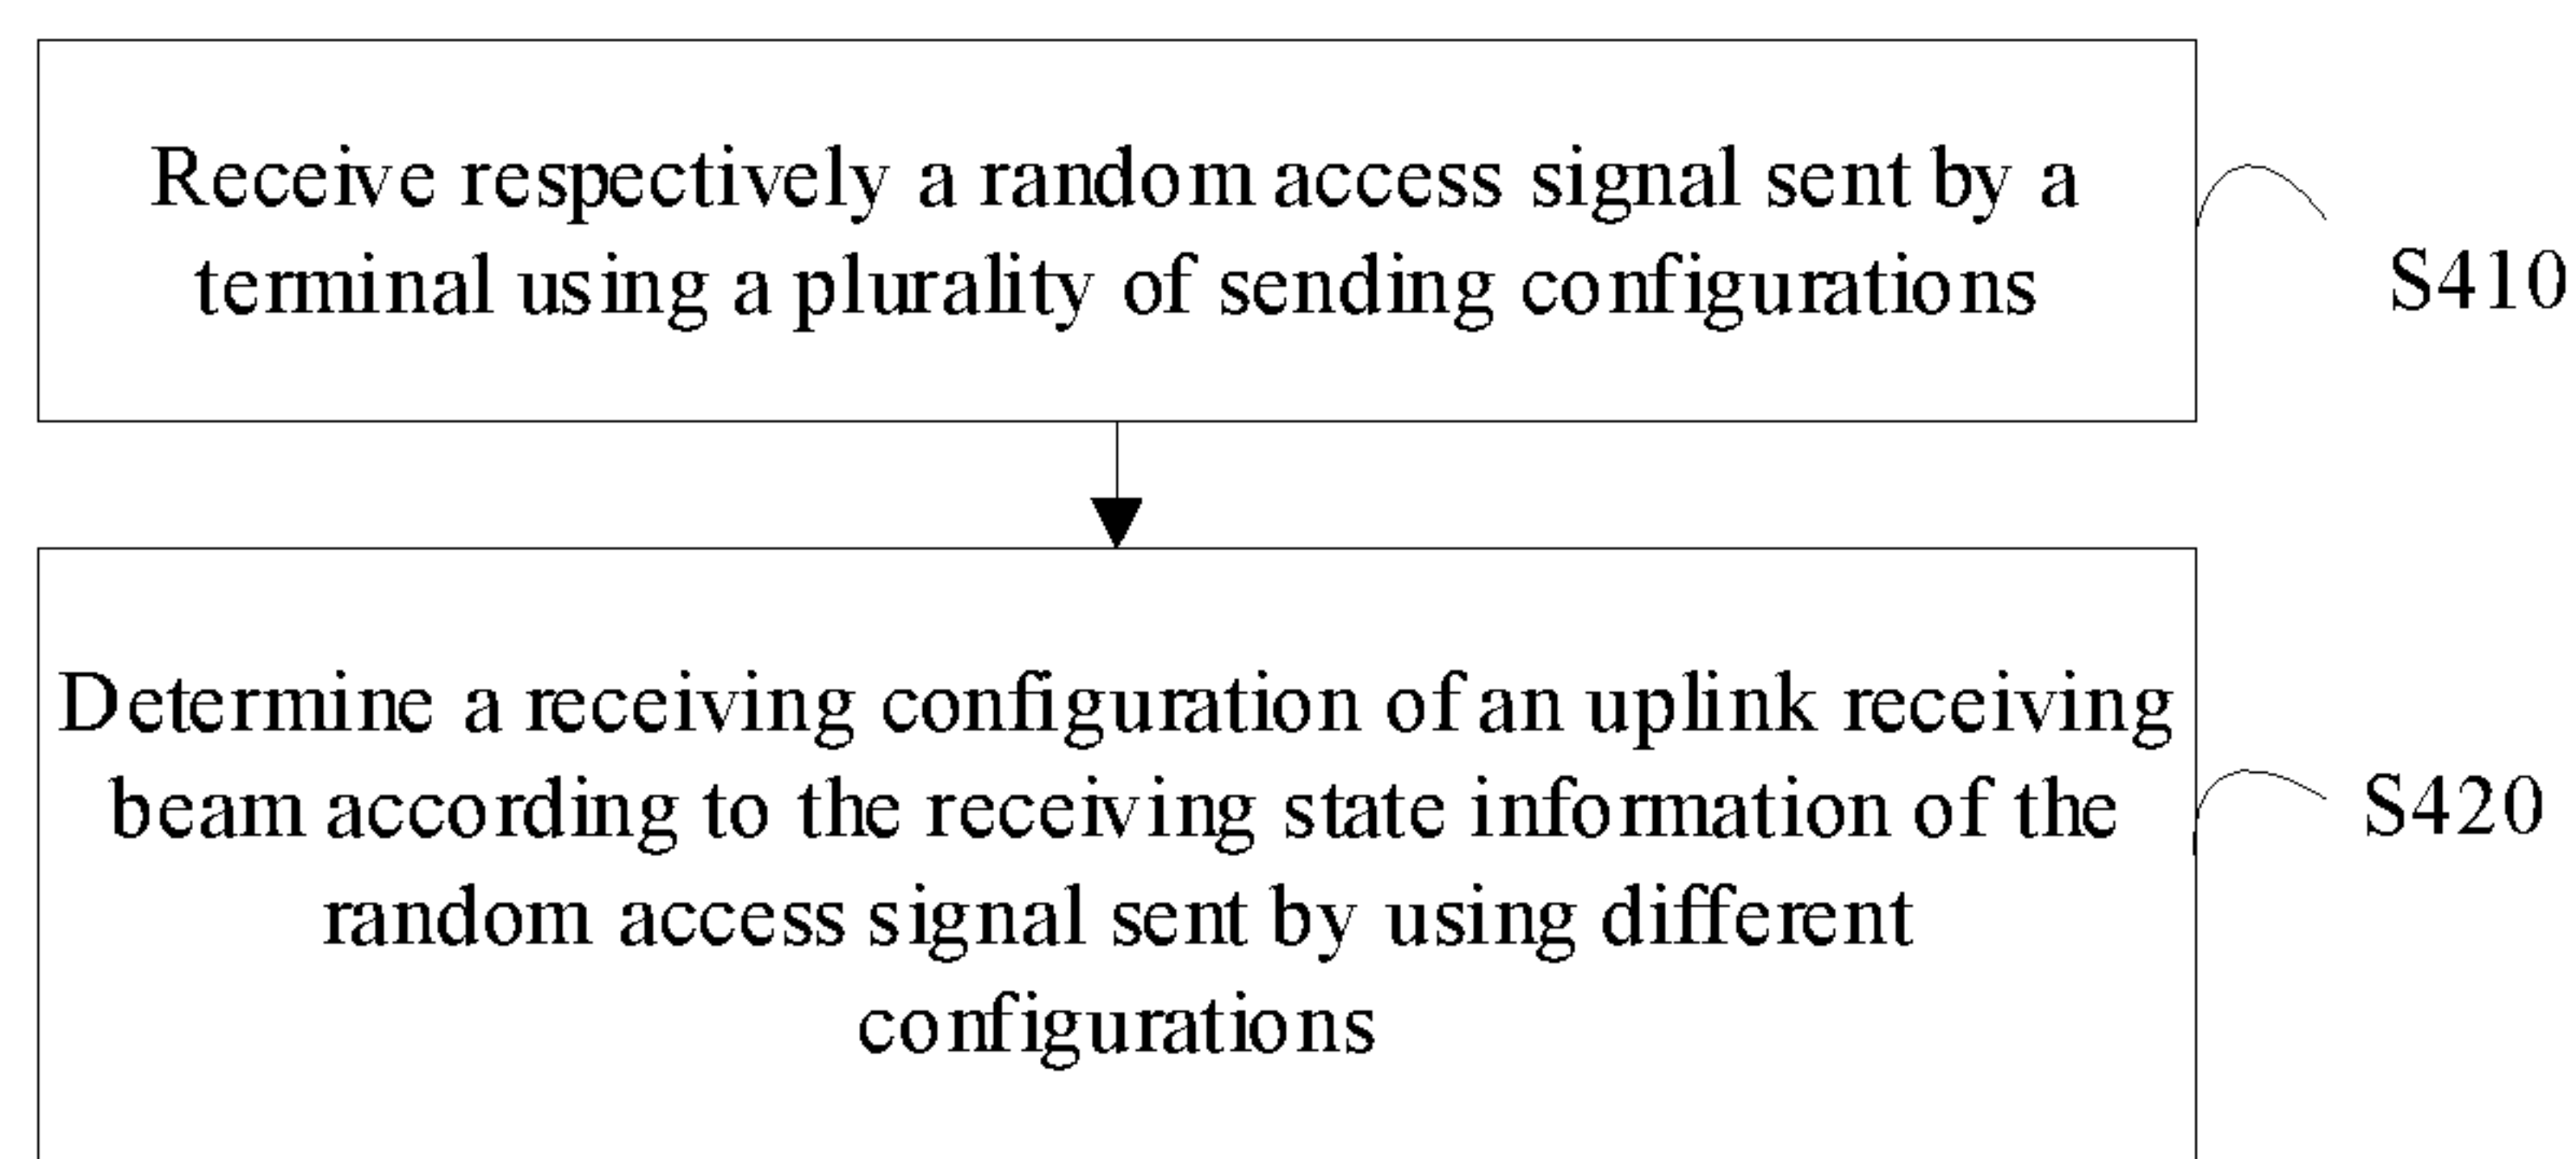 Receive respectively a random access signal sent by a
terminal using a plurality of sending configurations
S410
Determine a receiving configuration of an uplink receiving
beam according to the receiving state information of the
random access signal sent by using different
configurations
S420